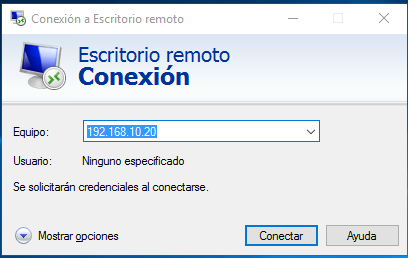 Conexión a Escritorio remoto
Escritorio remoto
Conexión
Equipo: 192.168.10.20
Usuario: Ninguno especificado
Se solicitarán credenciales al conectarse.
Mostrar opciones Conectar Ayuda